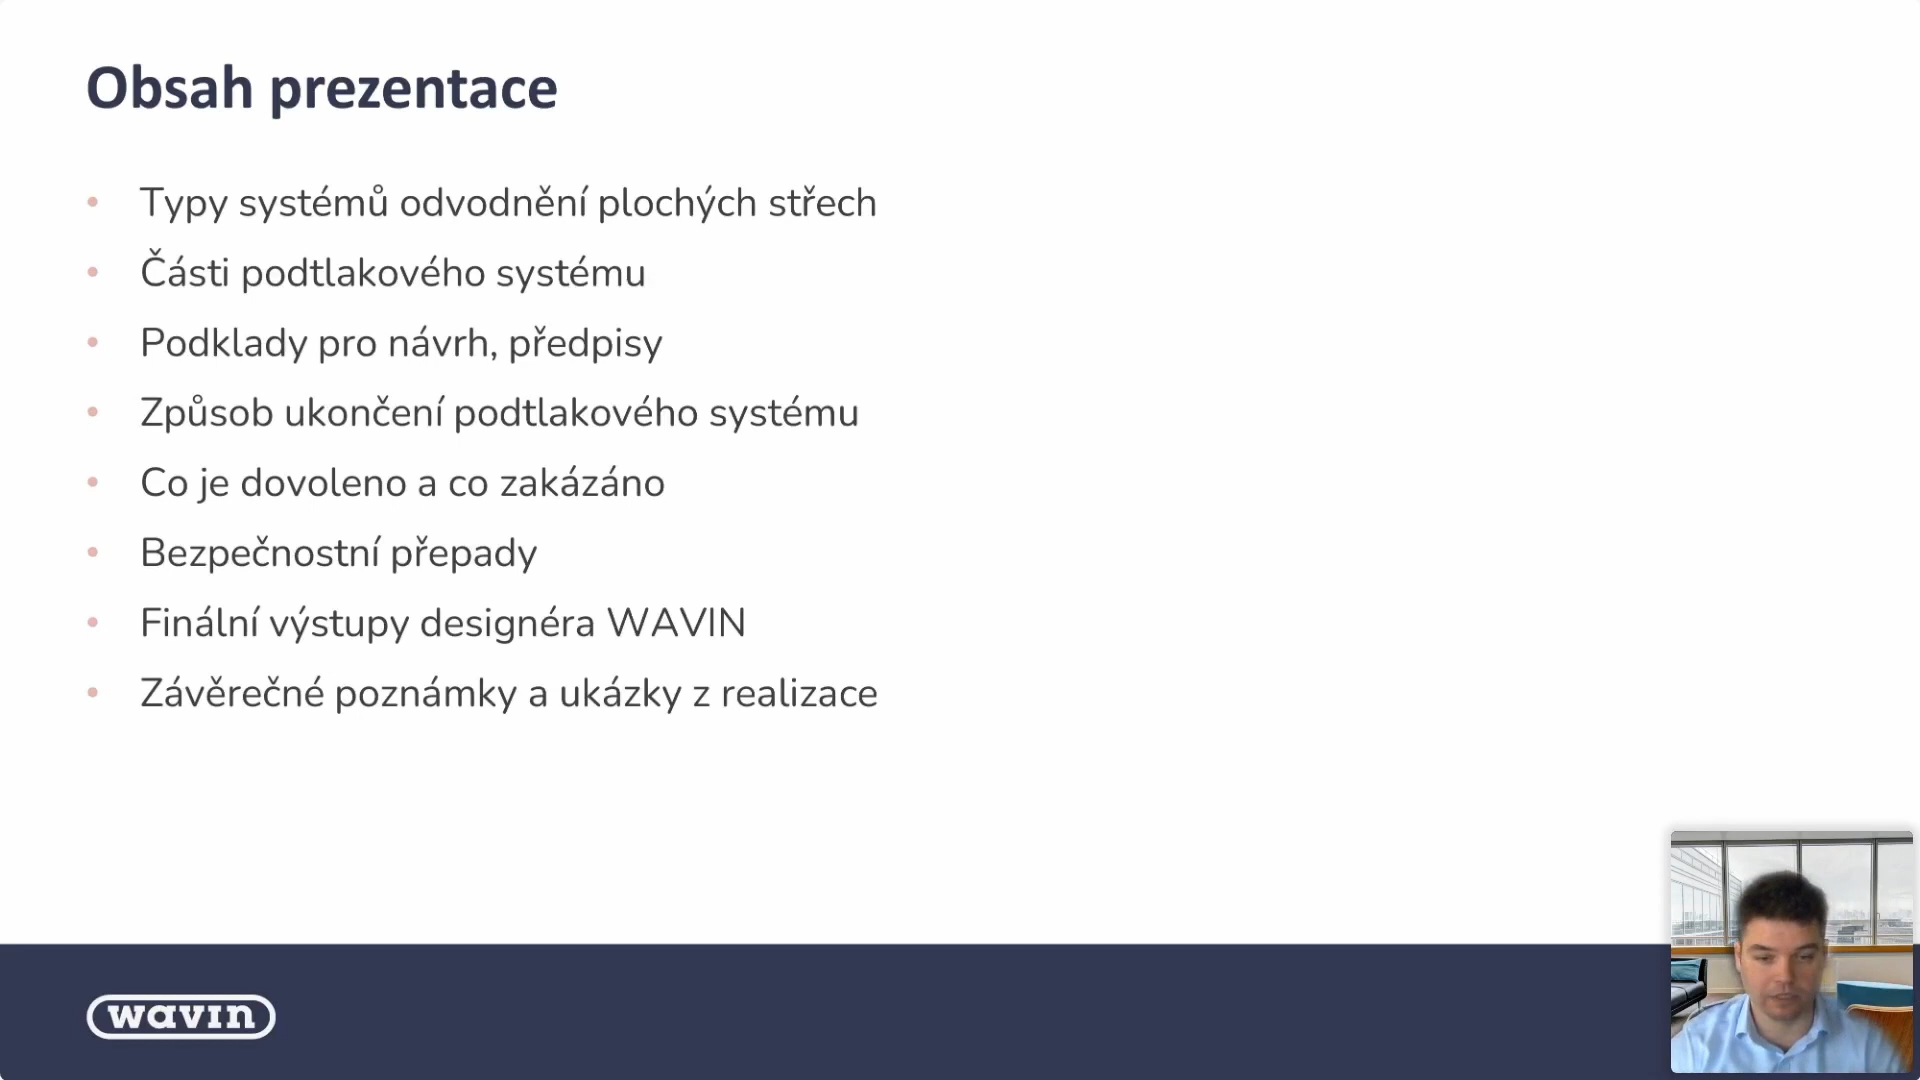 Obsah prezentace
• Typy systémů odvodnění plochých střech
• Části podtlakového systému
• Podklady pro návrh, předpisy
• Způsob ukončení podtlakového systému
• Co je dovoleno a co zakázáno
• Bezpečnostní přepady
• Finální výstupy designéra WAVIN
• Závěrečné poznámky a ukázky z realizace
wavin